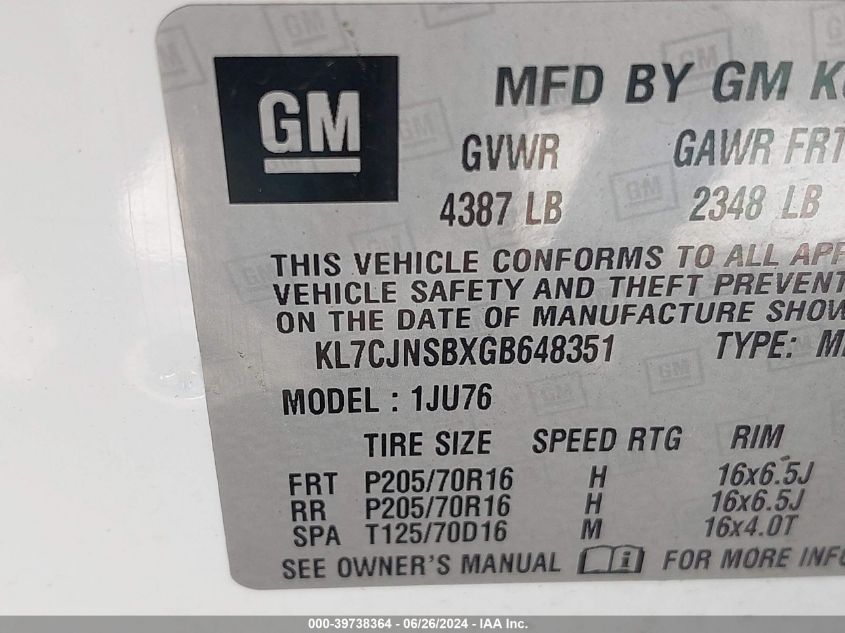 GM
MFD BY GM
GVWR GAWR FRT
4387 LB 2348 LB
THIS VEHICLE CONFORMS TO ALL
VEHICLE SAFETY AND THEFT PREVENT
ON THE DATE OF MANUFACTURE SHOW
KL7CJNSBXGB648351 TYPE:
MODEL : 1JU76
TIRE SIZE SPEED RTG RIM
FRT P205/70R16 H 16x6.5J
RR P205/70R16 H 16x6.5J
SPA T125/70D16 M 16x4.0T
SEE OWNER'S MANUAL FOR MORE
000-39738364 - 06/26/2024 - IAA Inc.